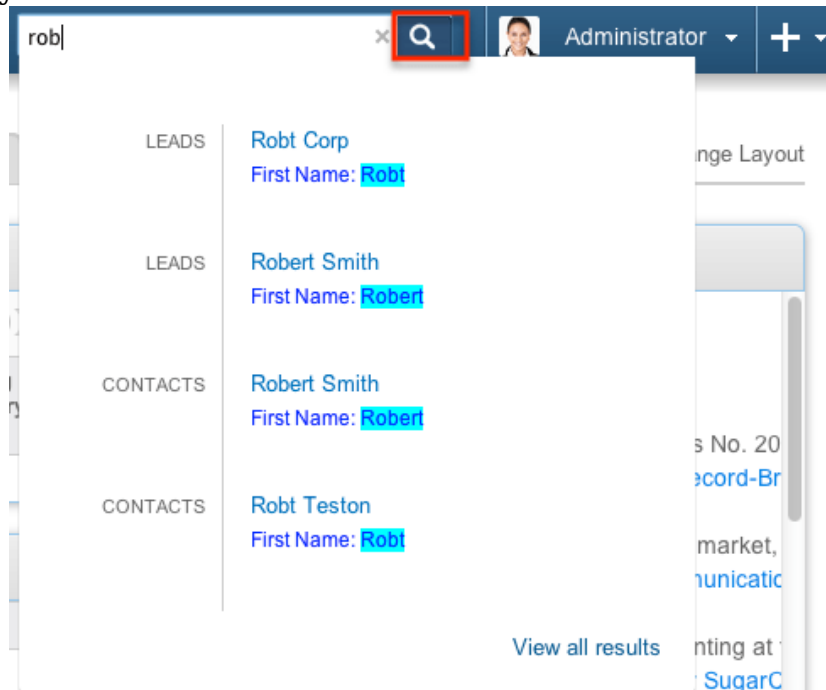 rob
Administrator
LEADS Robt Corp
First Name: Robt
LEADS Robert Smith
First Name: Robert
CONTACTS Robert Smith
First Name: Robert
CONTACTS Robt Teston
First Name: Robt
View all results
nge Layout
s No. 20
ecord-Br
market,
nting at
SugarC